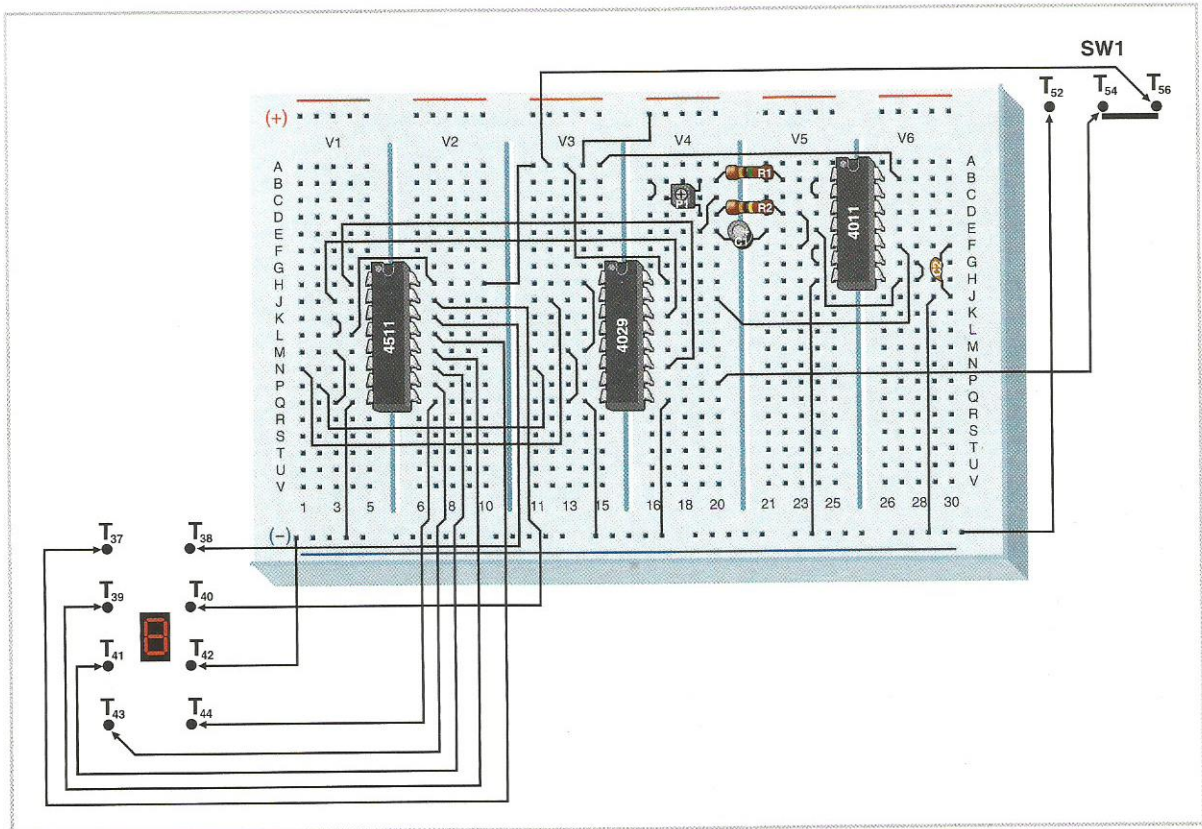 SW1
T52 T54 T56
(+)
V1 V2 V3 V4 V5 V6
A A
B B
C C
D D
E E
F F
G G
H H
J J
K K
L L
M M
N N
P P
Q Q
R R
S S
T T
U U
V V
R1
R2
4011
4511
4029
C2
1 3 5 6 8 10 11 13 15 16 18 20 21 23 25 26 28 30
(−)
T37 T38
T39 T40
T41 T42
T43 T44